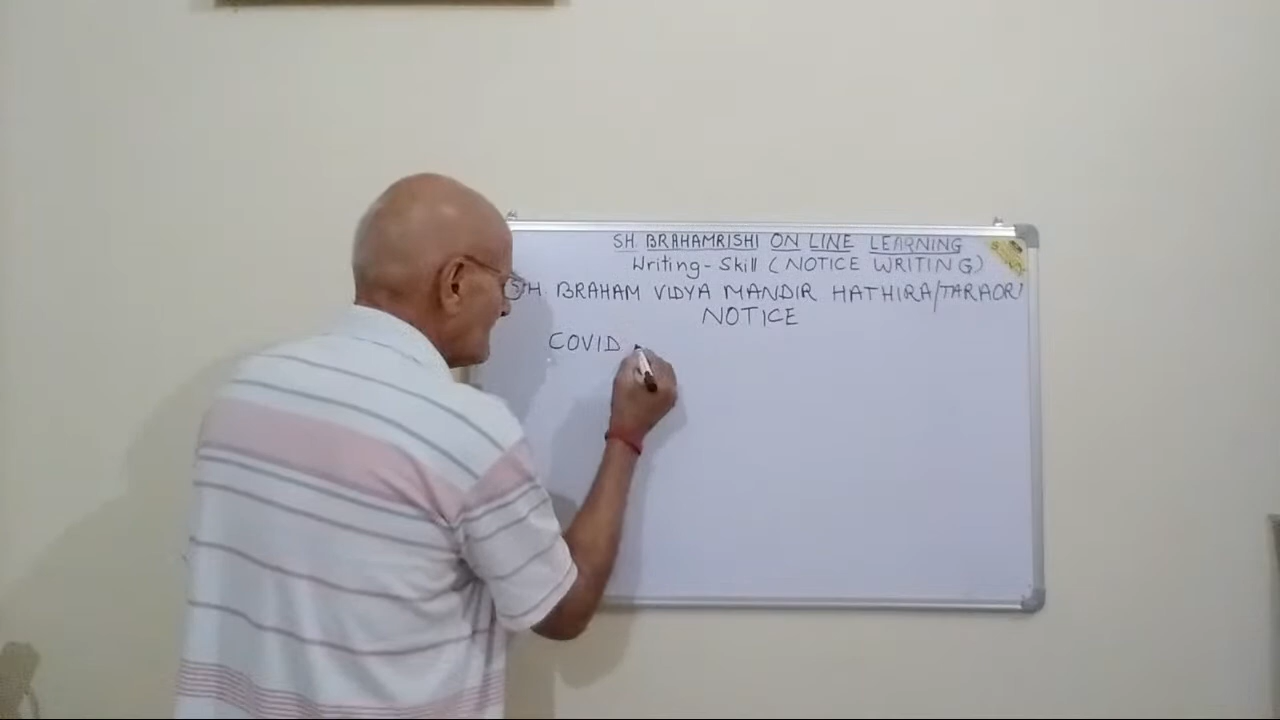 SH. BRAHAMRISHI ON LINE LEARNING
Writing-Skill (NOTICE WRITING)
SH. BRAHAM VIDYA MANDIR HATHIRA/TARAORI
NOTICE
COVID